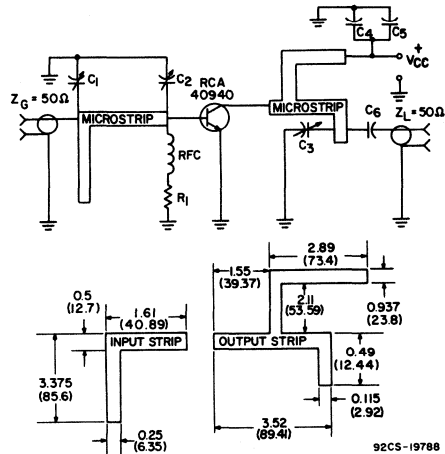 C4 C5
+
VCC
RCA
40940
C1
C2
ZG = 50Ω
MICROSTRIP
MICROSTRIP
C6
ZL = 50Ω
C3
RFC
R1
2.89
(73.4)
1.55
(39.37)
0.5
(12.7)
1.61
(40.89)
2.11
(53.59)
0.937
(23.8)
INPUT STRIP
OUTPUT STRIP
0.49
(12.44)
3.375
(85.6)
0.115
(2.92)
0.25
(6.35)
3.52
(89.41)
92CS-19788